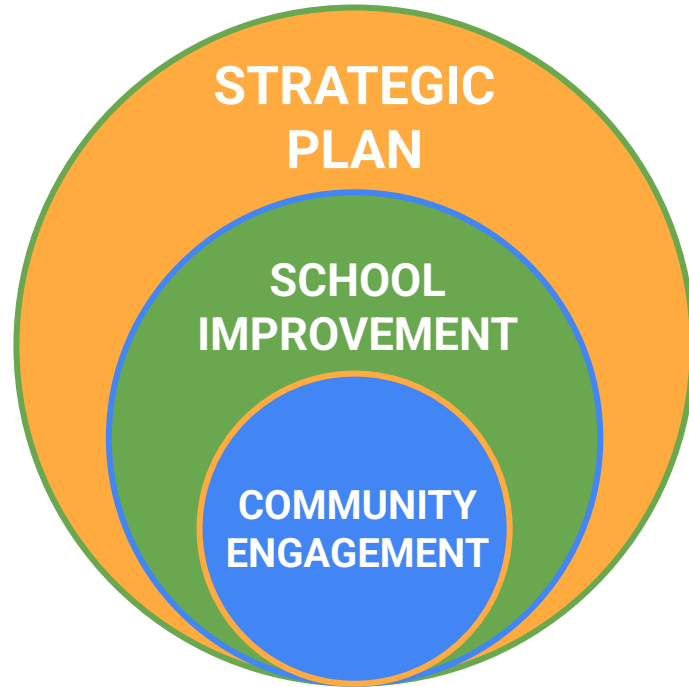 STRATEGIC
PLAN
SCHOOL
IMPROVEMENT
COMMUNITY
ENGAGEMENT